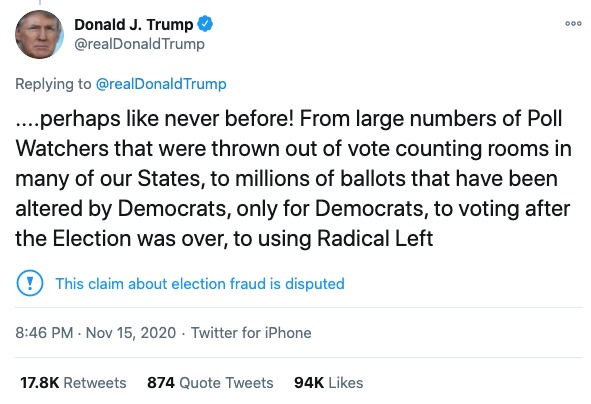 Donald J. Trump
@realDonaldTrump
Replying to @realDonaldTrump
....perhaps like never before! From large numbers of Poll
Watchers that were thrown out of vote counting rooms in
many of our States, to millions of ballots that have been
altered by Democrats, only for Democrats, to voting after
the Election was over, to using Radical Left
This claim about election fraud is disputed
8:46 PM · Nov 15, 2020 · Twitter for iPhone
17.8K Retweets 874 Quote Tweets 94K Likes